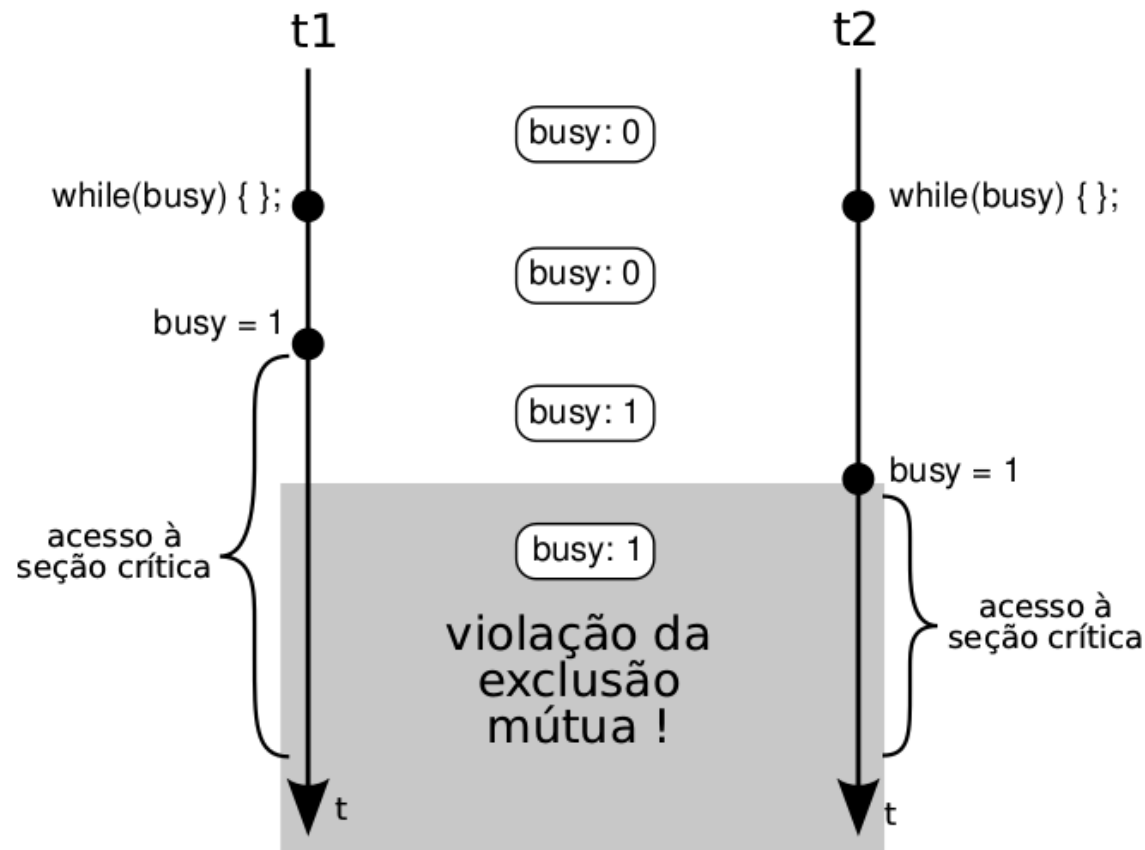 t1
t2
busy: 0
while(busy) { };
while(busy) { };
busy: 0
busy = 1
busy: 1
busy = 1
acesso à
seção crítica
busy: 1
acesso à
seção crítica
violação da
exclusão
mútua !
t
t